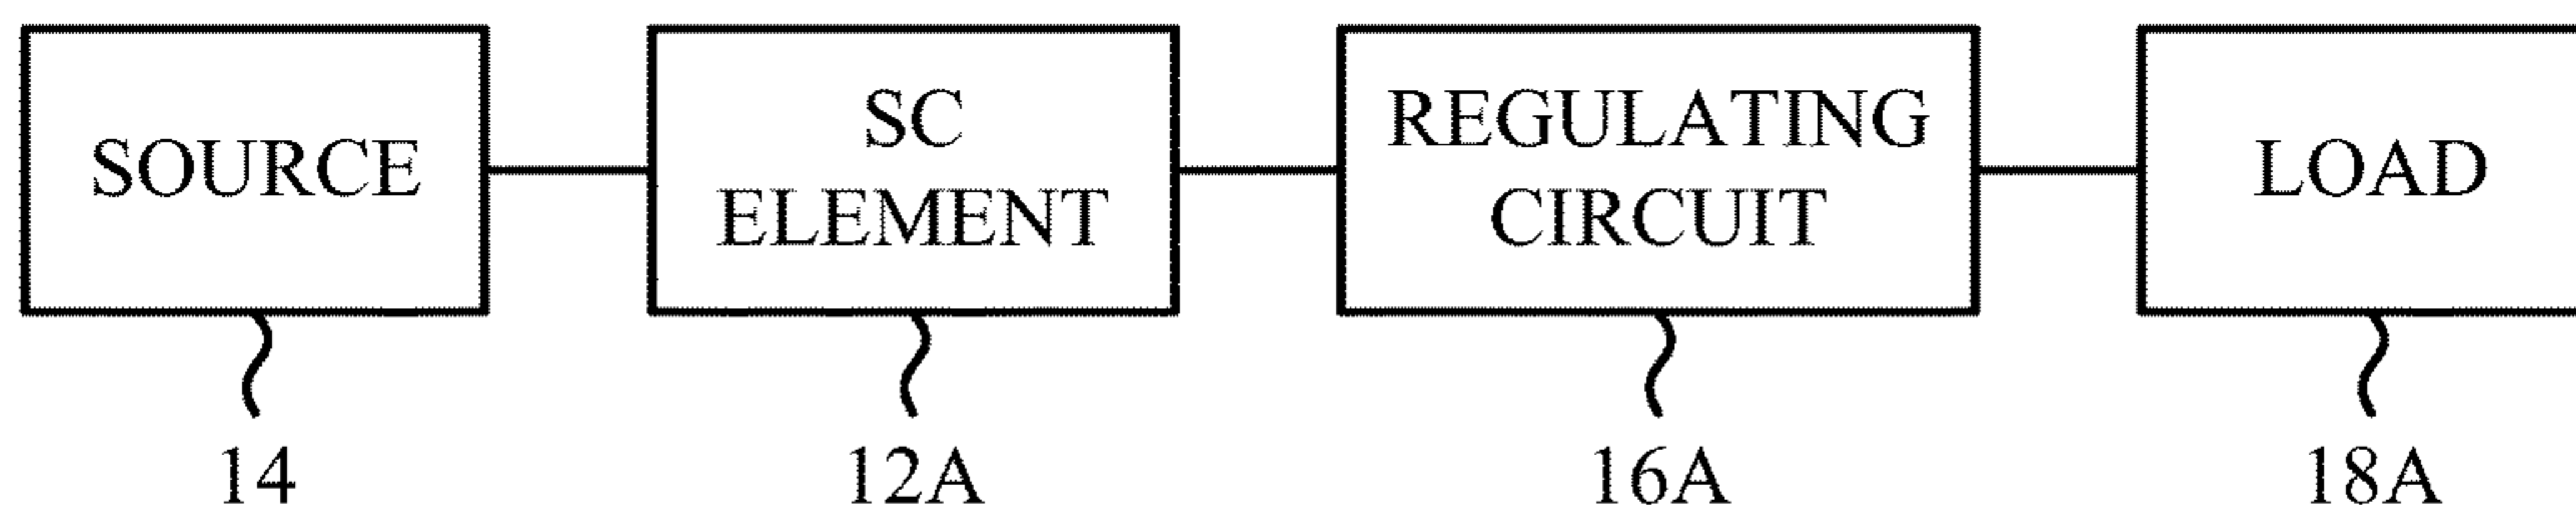 SOURCE
SC
ELEMENT
REGULATING
CIRCUIT
LOAD
14
12A
16A
18A